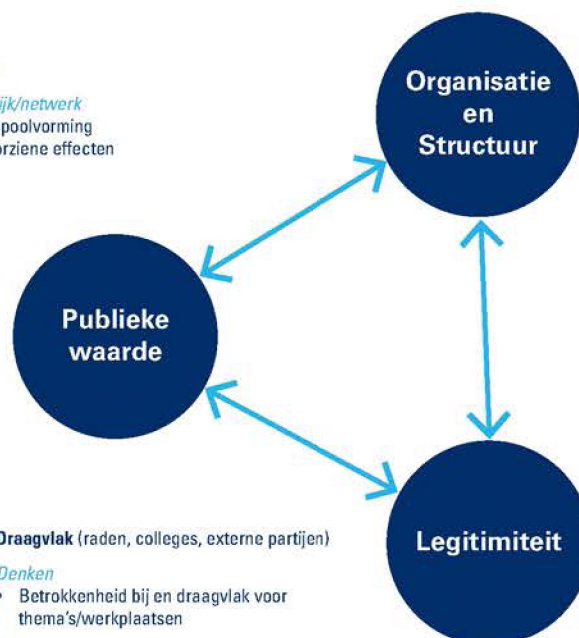 ijk/netwerk
poolvorming
orziene effecten
Organisatie
en
Structuur
Publieke
waarde
Draagvlak (raden, colleges, externe partijen)
Denken
• Betrokkenheid bij en draagvlak voor
thema's/werkplaatsen
Legitimiteit